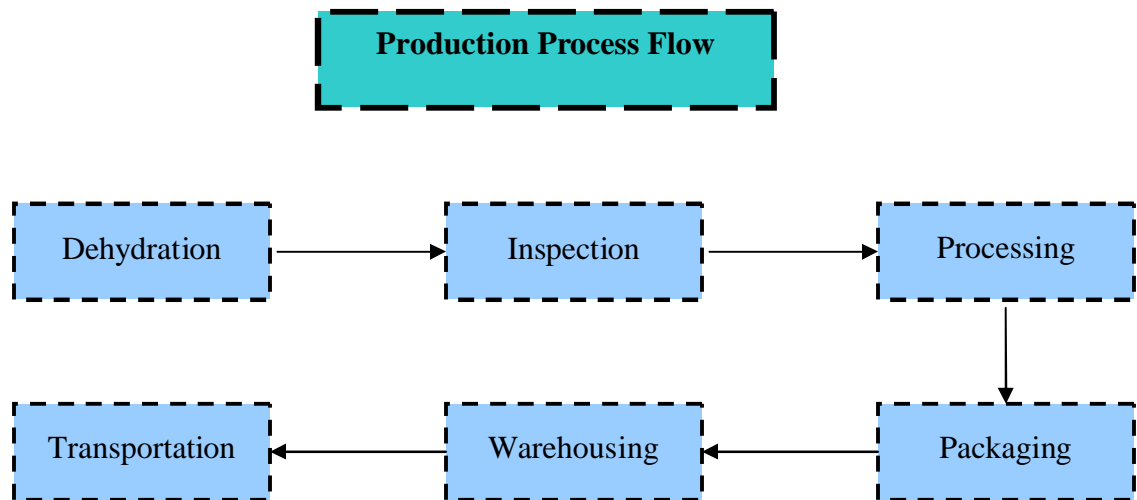 Production Process Flow
Dehydration
Inspection
Processing
Transportation
Warehousing
Packaging